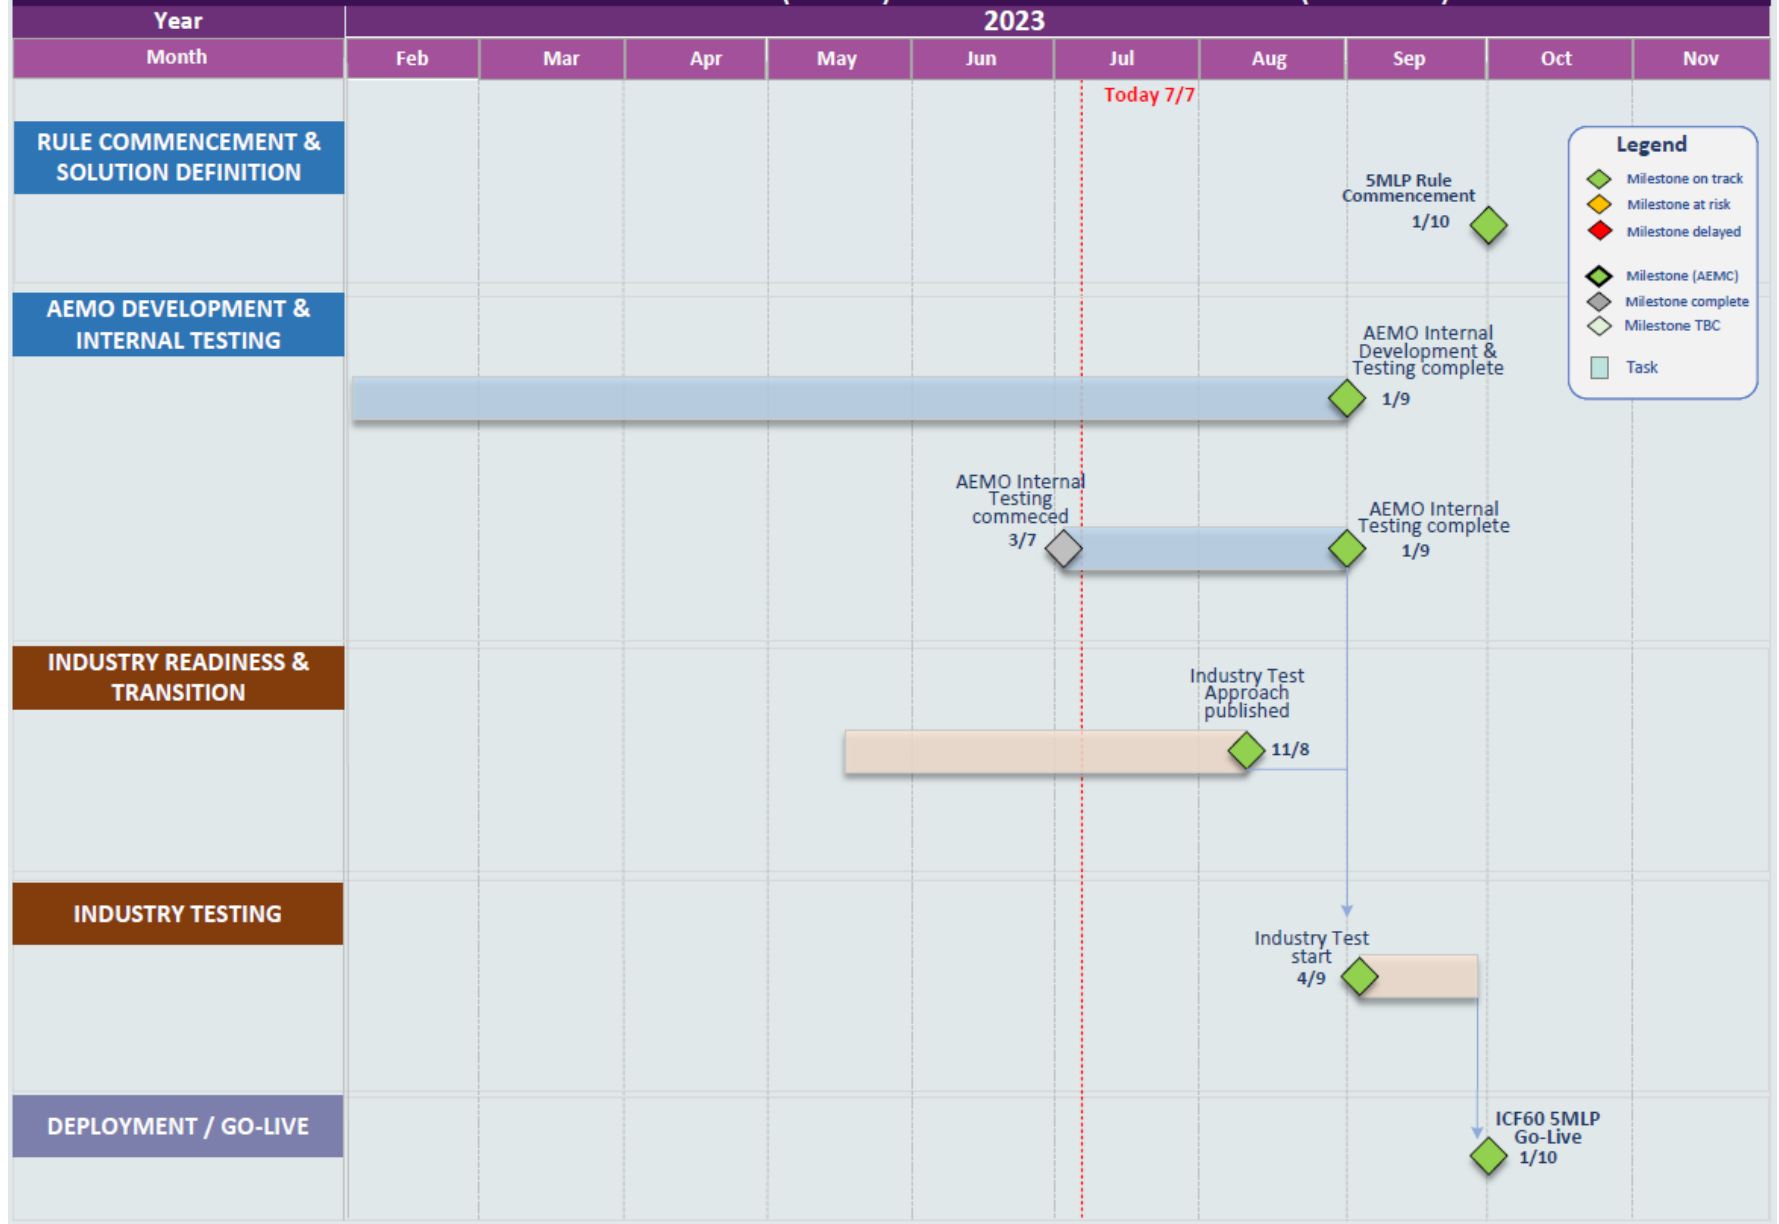 Year
2023
Month
Feb
Mar
Apr
May
Jun
Jul
Aug
Sep
Oct
Nov
Today 7/7
RULE COMMENCEMENT &
SOLUTION DEFINITION
5MLP Rule
Commencement
1/10
Legend
Milestone on track
Milestone at risk
Milestone delayed
Milestone (AEMC)
Milestone complete
Milestone TBC
Task
AEMO DEVELOPMENT &
INTERNAL TESTING
AEMO Internal
Development &
Testing complete
1/9
AEMO Internal
Testing
commeced
3/7
AEMO Internal
Testing complete
1/9
INDUSTRY READINESS &
TRANSITION
Industry Test
Approach
published
11/8
INDUSTRY TESTING
Industry Test
start
4/9
DEPLOYMENT / GO-LIVE
ICF60 5MLP
Go-Live
1/10